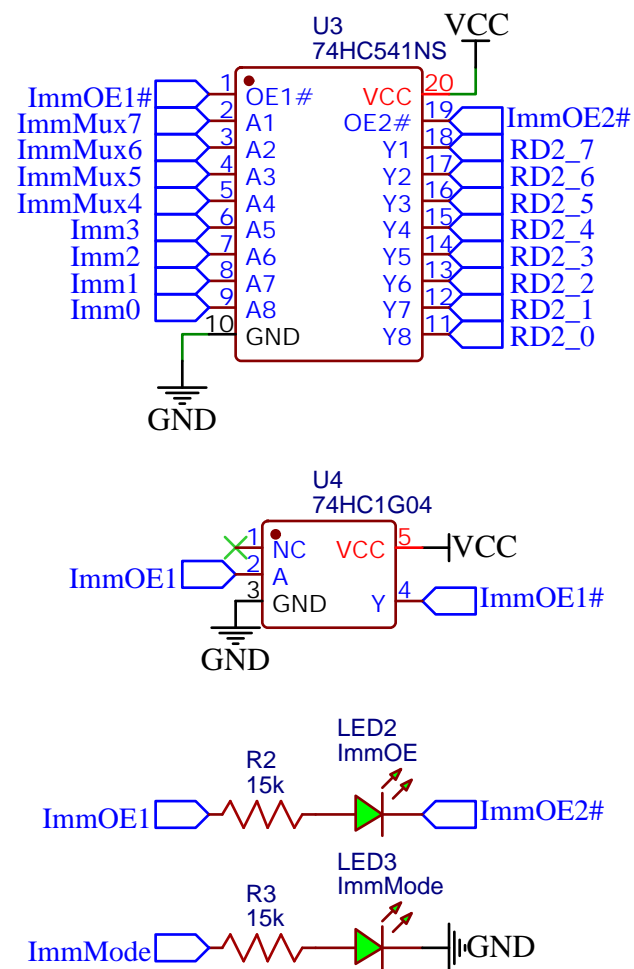 U3
74HC541NS
VCC
ImmOE1# 1 OE1# VCC 20
ImmMux7 2 A1 OE2# 19 ImmOE2#
ImmMux6 3 A2 Y1 18 RD2_7
ImmMux5 4 A3 Y2 17 RD2_6
ImmMux4 5 A4 Y3 16 RD2_5
Imm3 6 A5 Y4 15 RD2_4
Imm2 7 A6 Y5 14 RD2_3
Imm1 8 A7 Y6 13 RD2_2
Imm0 9 A8 Y7 12 RD2_1
10 GND Y8 11 RD2_0
GND
U4
74HC1G04
1 NC VCC 5 VCC
ImmOE1 2 A
3 GND Y 4 ImmOE1#
GND
LED2
ImmOE
R2
15k
ImmOE1 ImmOE2#
LED3
ImmMode
R3
15k
ImmMode GND